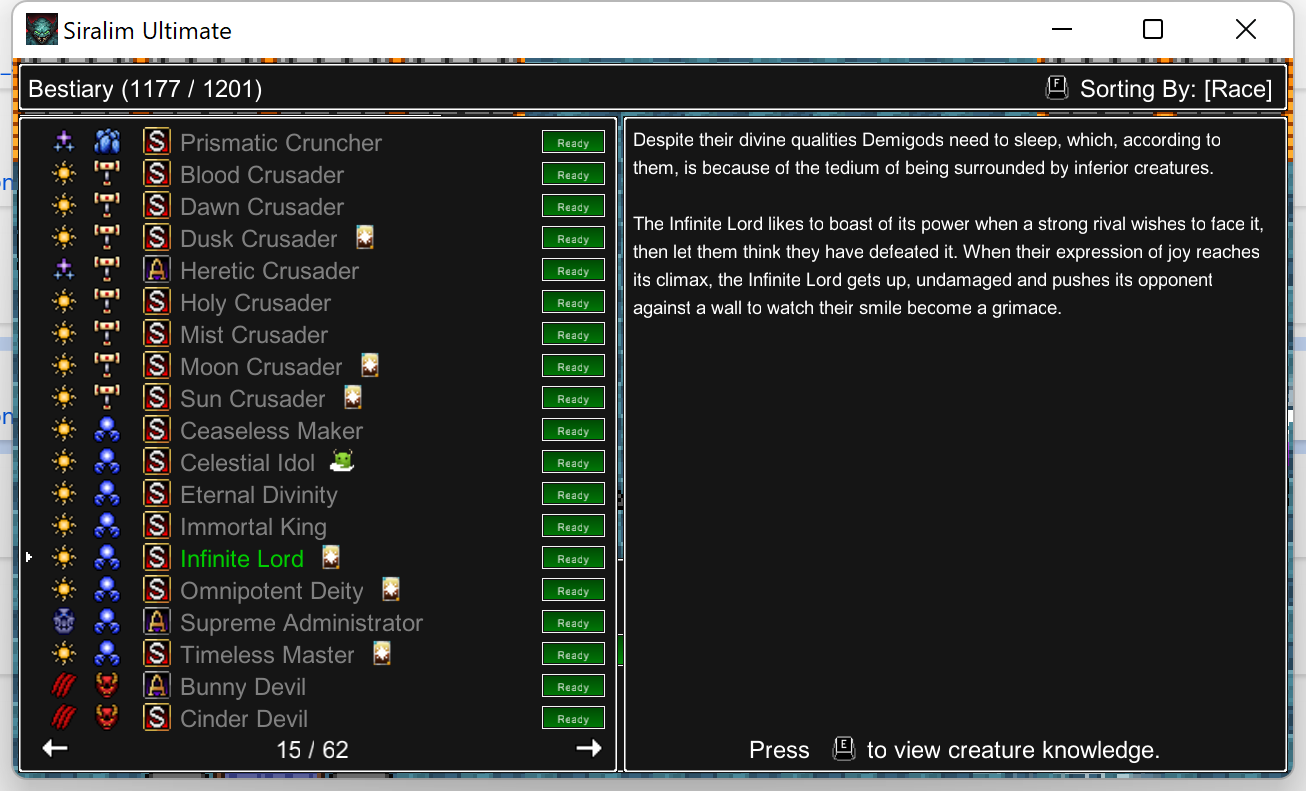 Siralim Ultimate
Bestiary (1177 / 1201)
F Sorting By: [Race]
S Prismatic Cruncher Ready
S Blood Crusader Ready
S Dawn Crusader Ready
S Dusk Crusader Ready
A Heretic Crusader Ready
S Holy Crusader Ready
S Mist Crusader Ready
S Moon Crusader Ready
S Sun Crusader Ready
S Ceaseless Maker Ready
S Celestial Idol Ready
S Eternal Divinity Ready
S Immortal King Ready
S Infinite Lord Ready
S Omnipotent Deity Ready
A Supreme Administrator Ready
S Timeless Master Ready
A Bunny Devil Ready
S Cinder Devil Ready
15 / 62
Despite their divine qualities Demigods need to sleep, which, according to
them, is because of the tedium of being surrounded by inferior creatures.
The Infinite Lord likes to boast of its power when a strong rival wishes to face it,
then let them think they have defeated it. When their expression of joy reaches
its climax, the Infinite Lord gets up, undamaged and pushes its opponent
against a wall to watch their smile become a grimace.
Press E to view creature knowledge.